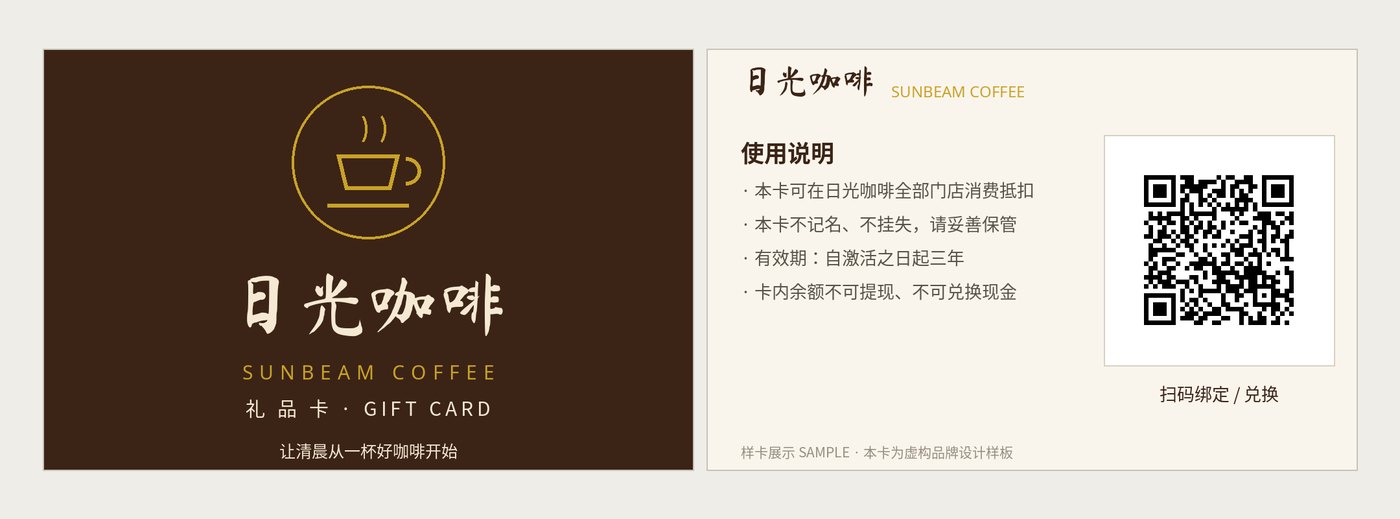 日光咖啡
SUNBEAM COFFEE
礼品卡 · GIFT CARD
让清晨从一杯好咖啡开始
日光咖啡 SUNBEAM COFFEE
使用说明
· 本卡可在日光咖啡全部门店消费抵扣
· 本卡不记名、不挂失，请妥善保管
· 有效期：自激活之日起三年
· 卡内余额不可提现、不可兑换现金
扫码绑定 / 兑换
样卡展示 SAMPLE · 本卡为虚构品牌设计样板